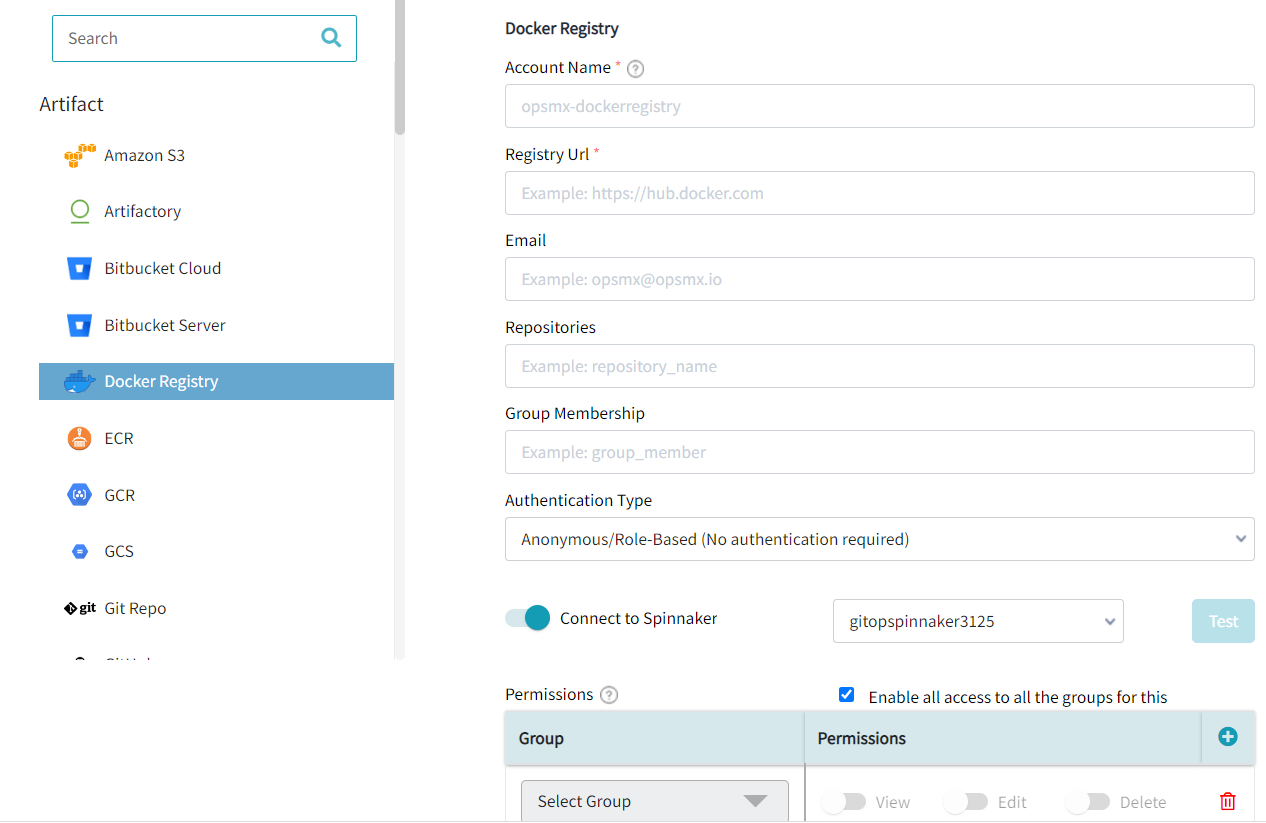 Search
Artifact
Amazon S3
Artifactory
Bitbucket Cloud
Bitbucket Server
Docker Registry
ECR
GCR
GCS
git Git Repo
Docker Registry
Account Name * ?
opsmx-dockerregistry
Registry Url *
Example: https://hub.docker.com
Email
Example: opsmx@opsmx.io
Repositories
Example: repository_name
Group Membership
Example: group_member
Authentication Type
Anonymous/Role-Based (No authentication required)
Connect to Spinnaker
gitopspinnaker3125
Test
Permissions ?
Enable all access to all the groups for this
Group
Permissions
Select Group
View
Edit
Delete